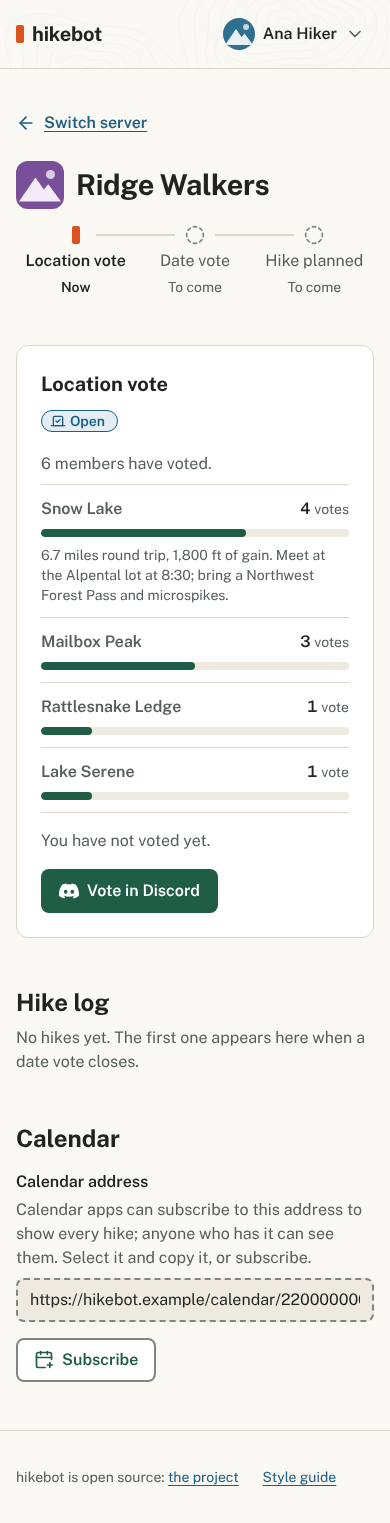 hikebot
Ana Hiker
Switch server
Ridge Walkers
Location vote
Now
Date vote
To come
Hike planned
To come
Location vote
Open
6 members have voted.
Snow Lake 4 votes
6.7 miles round trip, 1,800 ft of gain. Meet at
the Alpental lot at 8:30; bring a Northwest
Forest Pass and microspikes.
Mailbox Peak 3 votes
Rattlesnake Ledge 1 vote
Lake Serene 1 vote
You have not voted yet.
Vote in Discord
Hike log
No hikes yet. The first one appears here when a
date vote closes.
Calendar
Calendar address
Calendar apps can subscribe to this address to
show every hike; anyone who has it can see
them. Select it and copy it, or subscribe.
https://hikebot.example/calendar/22000000
Subscribe
hikebot is open source: the project Style guide